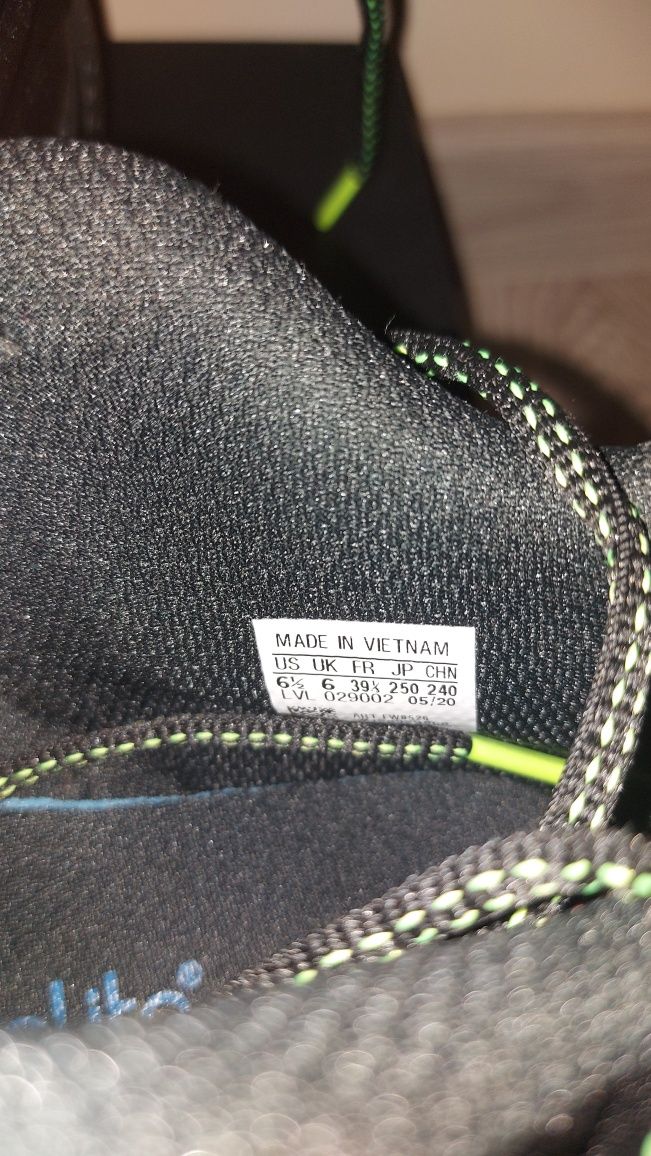 MADE IN VIETNAM
US UK FR JP CHN
6½ 6 39⅓ 250 240
LVL 029002 05/20
ART